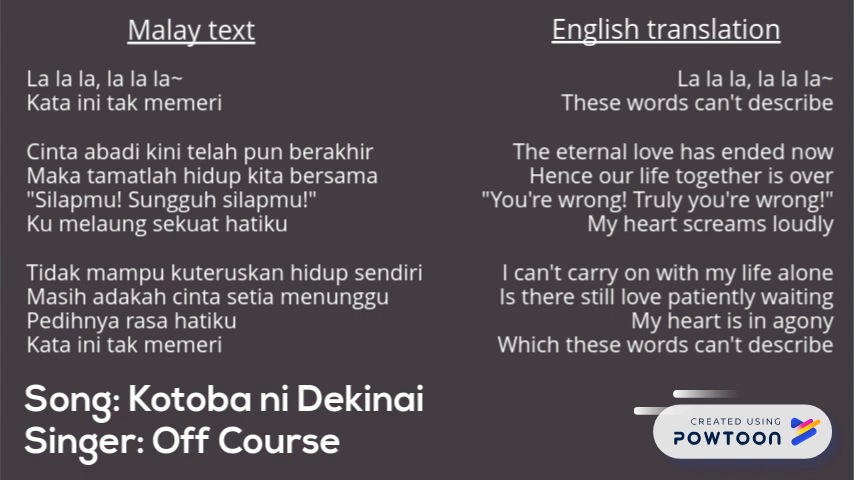 Malay text
La la la, la la la~
Kata ini tak memeri
Cinta abadi kini telah pun berakhir
Maka tamatlah hidup kita bersama
"Silapmu! Sungguh silapmu!"
Ku melaung sekuat hatiku
Tidak mampu kuteruskan hidup sendiri
Masih adakah cinta setia menunggu
Pedihnya rasa hatiku
Kata ini tak memeri
English translation
La la la, la la la~
These words can't describe
The eternal love has ended now
Hence our life together is over
"You're wrong! Truly you're wrong!"
My heart screams loudly
I can't carry on with my life alone
Is there still love patiently waiting
My heart is in agony
Which these words can't describe
Song: Kotoba ni Dekinai
Singer: Off Course
CREATED USING
POWTOON